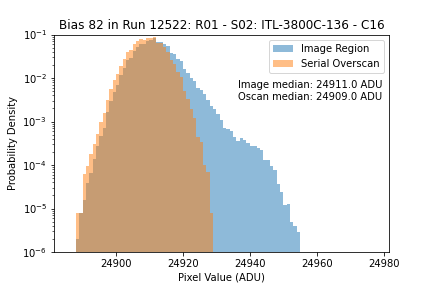 Bias 82 in Run 12522: R01 - S02: ITL-3800C-136 - C16
Image Region
Serial Overscan
Image median: 24911.0 ADU
Oscan median: 24909.0 ADU
Probability Density
10⁻¹
10⁻²
10⁻³
10⁻⁴
10⁻⁵
10⁻⁶
24900 24920 24940 24960 24980
Pixel Value (ADU)